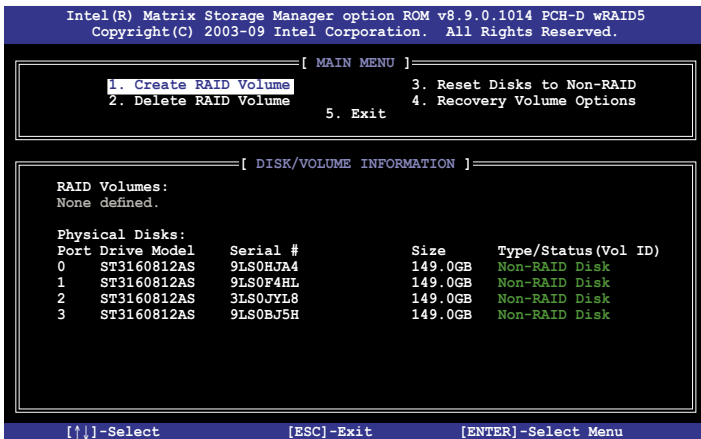 Intel(R) Matrix Storage Manager option ROM v8.9.0.1014 PCH-D wRAID5
Copyright(C) 2003-09 Intel Corporation. All Rights Reserved.
[ MAIN MENU ]
1. Create RAID Volume 3. Reset Disks to Non-RAID
2. Delete RAID Volume 4. Recovery Volume Options
5. Exit
[ DISK/VOLUME INFORMATION ]
RAID Volumes:
None defined.
Physical Disks:
Port Drive Model Serial # Size Type/Status(Vol ID)
0 ST3160812AS 9LS0HJA4 149.0GB Non-RAID Disk
1 ST3160812AS 9LS0F4HL 149.0GB Non-RAID Disk
2 ST3160812AS 3LS0JYL8 149.0GB Non-RAID Disk
3 ST3160812AS 9LS0BJ5H 149.0GB Non-RAID Disk
[↑↓]-Select [ESC]-Exit [ENTER]-Select Menu